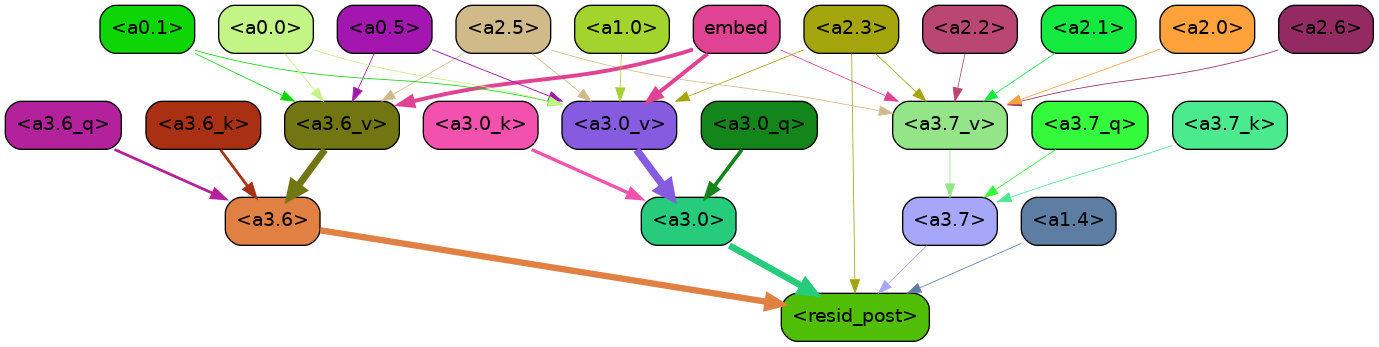 <a0.1> <a0.0> <a0.5> <a2.5> <a1.0> embed <a2.3> <a2.2> <a2.1> <a2.0> <a2.6>
<a3.6_q> <a3.6_k> <a3.6_v> <a3.0_k> <a3.0_v> <a3.0_q> <a3.7_v> <a3.7_q> <a3.7_k>
<a3.6> <a3.0> <a3.7> <a1.4>
<resid_post>